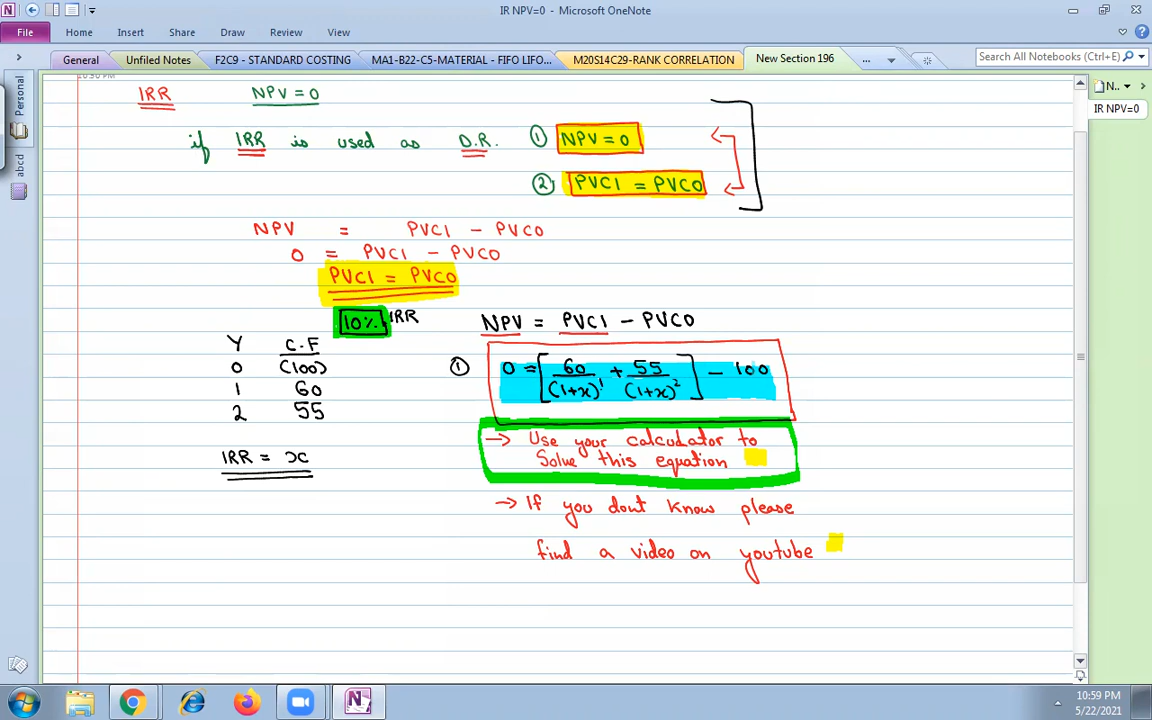 IR NPV=0 - Microsoft OneNote
File Home Insert Share Draw Review View
General Unfiled Notes F2C9 - STANDARD COSTING MA1-B22-C5-MATERIAL - FIFO LIFO... M20S14C29-RANK CORRELATION New Section 196 ... Search All Notebooks (Ctrl+E)
N..
IR NPV=0
Personal
abcd
10:50 PM
IRR NPV = 0
if IRR is used as D.R. ① NPV = 0
② PVCI = PVCO
NPV = PVCI - PVCO
0 = PVCI - PVCO
PVCI = PVCO
10% IRR
NPV = PVCI - PVCO
Y C.F
0 (100)
1 60
2 55
IRR = x
① 0 = [ 60/(1+x)¹ + 55/(1+x)² ] - 100
→ Use your calculator to
Solve this equation
→ If you dont know please
find a video on youtube
10:59 PM
5/22/2021